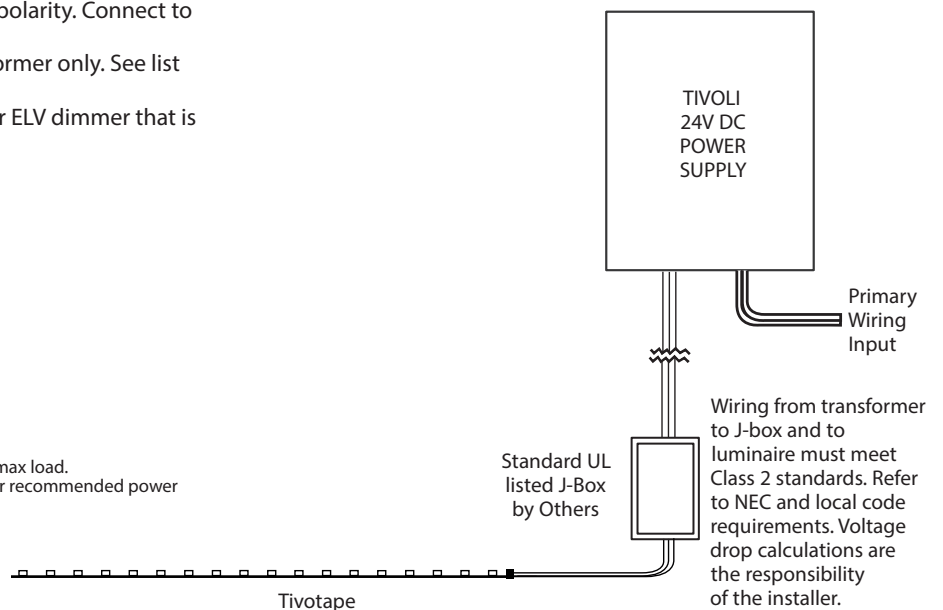 polarity. Connect to
ormer only. See list
r ELV dimmer that is
TIVOLI
24V DC
POWER
SUPPLY
Primary
Wiring
Input
Wiring from transformer
to J-box and to
luminaire must meet
Class 2 standards. Refer
to NEC and local code
requirements. Voltage
drop calculations are
the responsibility
of the installer.
Standard UL
listed J-Box
by Others
max load.
r recommended power
Tivotape